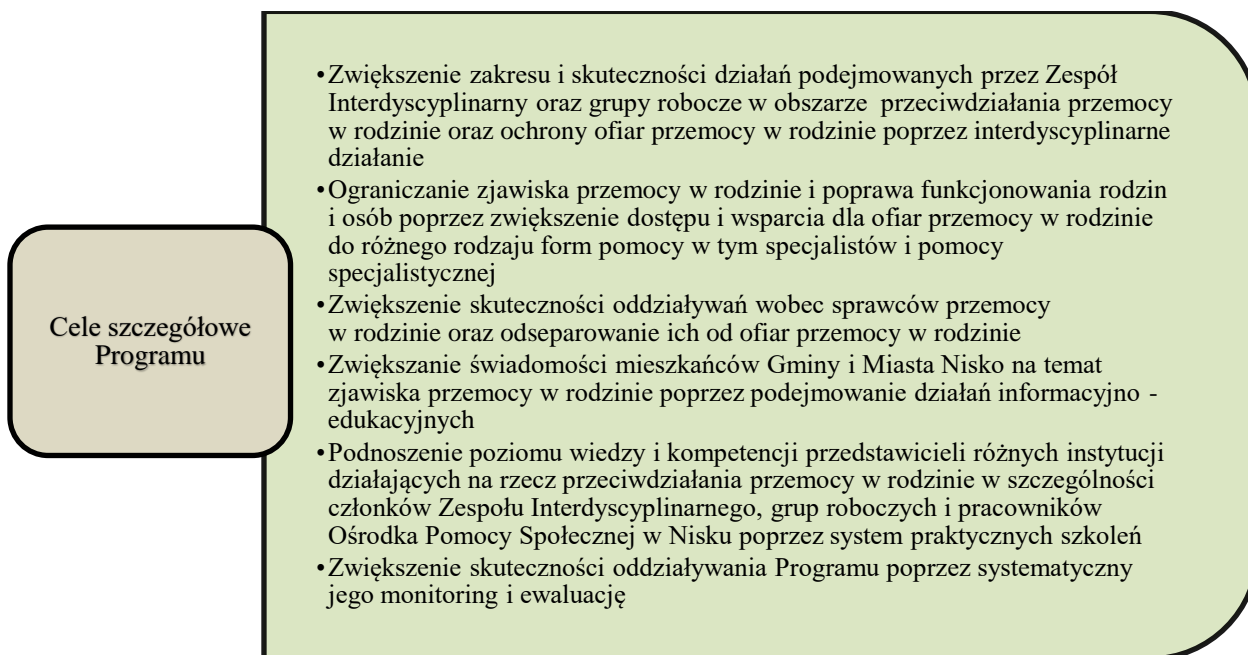 Cele szczegółowe
Programu
•Zwiększenie zakresu i skuteczności działań podejmowanych przez Zespół
Interdyscyplinarny oraz grupy robocze w obszarze przeciwdziałania przemocy
w rodzinie oraz ochrony ofiar przemocy w rodzinie poprzez interdyscyplinarne
działanie
•Ograniczanie zjawiska przemocy w rodzinie i poprawa funkcjonowania rodzin
i osób poprzez zwiększenie dostępu i wsparcia dla ofiar przemocy w rodzinie
do różnego rodzaju form pomocy w tym specjalistów i pomocy
specjalistycznej
•Zwiększenie skuteczności oddziaływań wobec sprawców przemocy
w rodzinie oraz odseparowanie ich od ofiar przemocy w rodzinie
•Zwiększanie świadomości mieszkańców Gminy i Miasta Nisko na temat
zjawiska przemocy w rodzinie poprzez podejmowanie działań informacyjno -
edukacyjnych
•Podnoszenie poziomu wiedzy i kompetencji przedstawicieli różnych instytucji
działających na rzecz przeciwdziałania przemocy w rodzinie w szczególności
członków Zespołu Interdyscyplinarnego, grup roboczych i pracowników
Ośrodka Pomocy Społecznej w Nisku poprzez system praktycznych szkoleń
•Zwiększenie skuteczności oddziaływania Programu poprzez systematyczny
jego monitoring i ewaluację